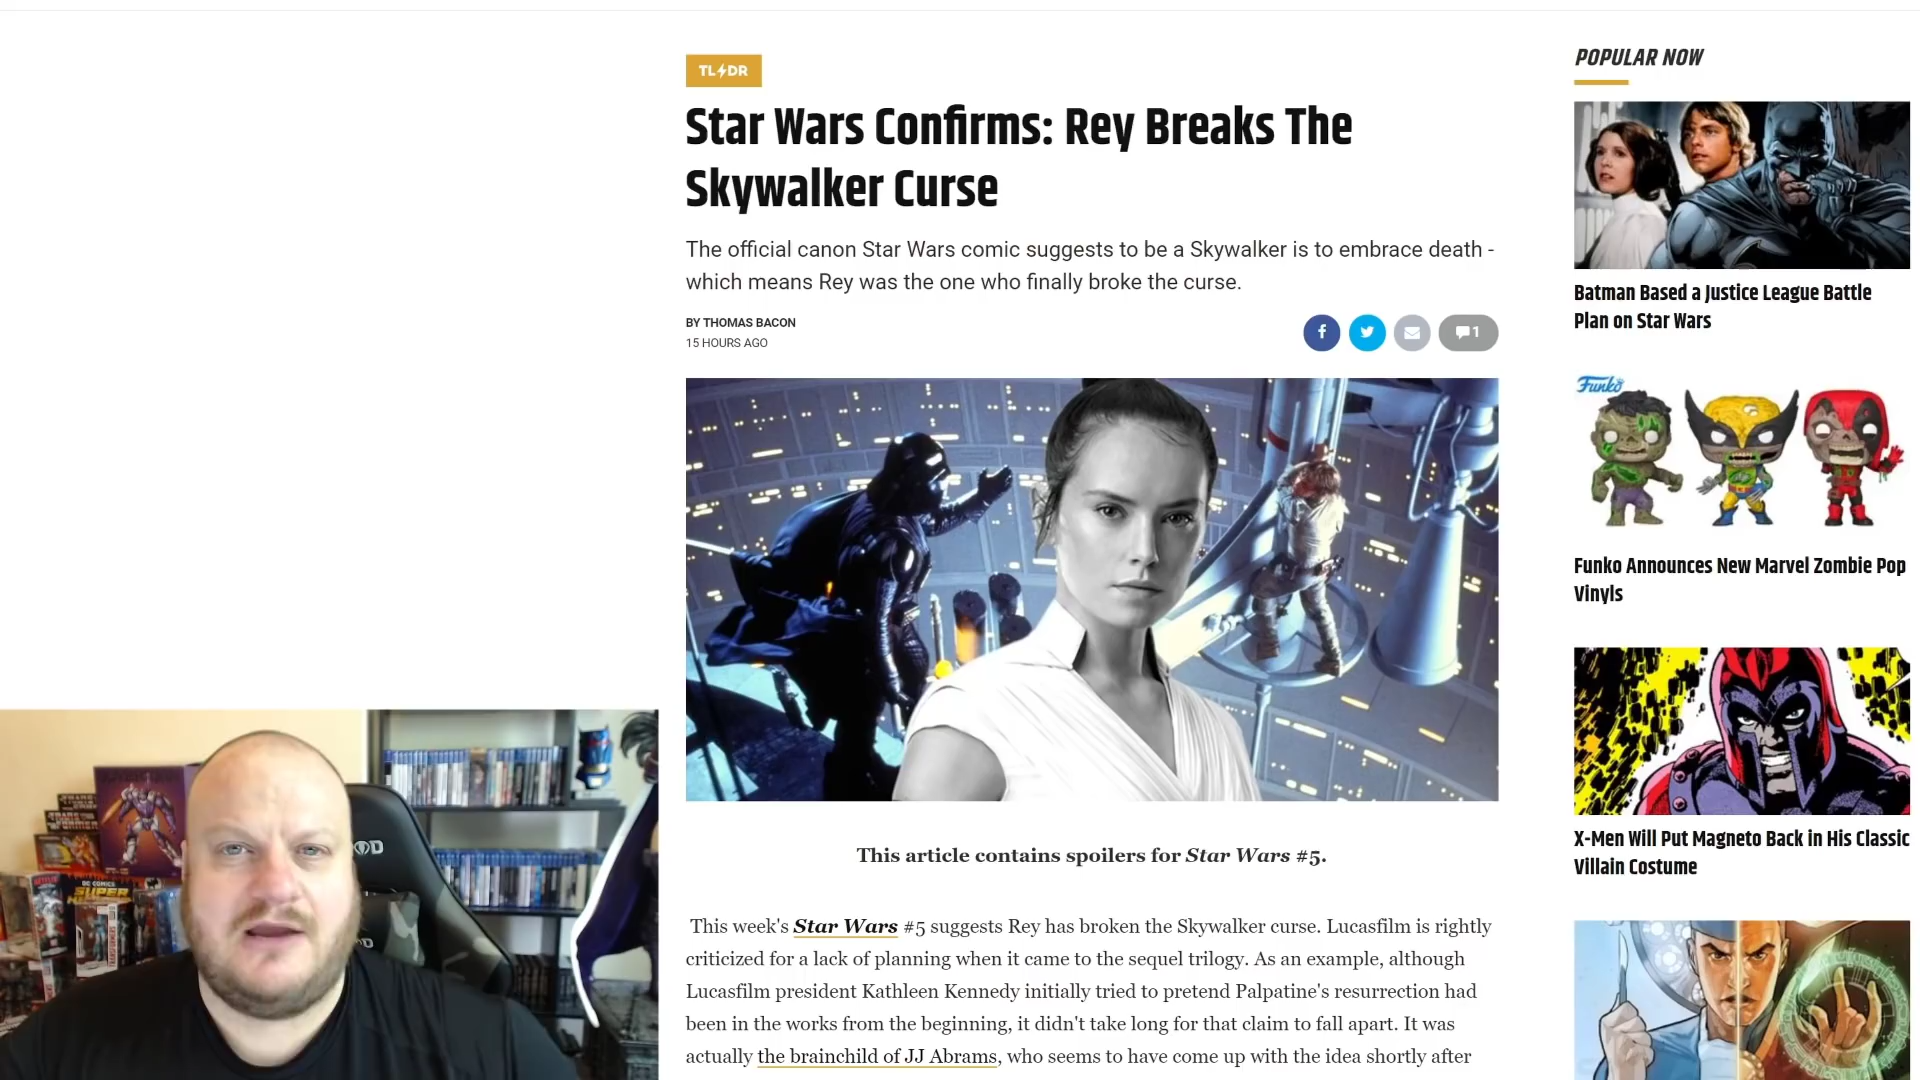 TL DR
Star Wars Confirms: Rey Breaks The
Skywalker Curse
The official canon Star Wars comic suggests to be a Skywalker is to embrace death -
which means Rey was the one who finally broke the curse.
BY THOMAS BACON
15 HOURS AGO
1
This article contains spoilers for Star Wars #5.
This week's Star Wars #5 suggests Rey has broken the Skywalker curse. Lucasfilm is rightly
criticized for a lack of planning when it came to the sequel trilogy. As an example, although
Lucasfilm president Kathleen Kennedy initially tried to pretend Palpatine's resurrection had
been in the works from the beginning, it didn't take long for that claim to fall apart. It was
actually the brainchild of JJ Abrams, who seems to have come up with the idea shortly after
POPULAR NOW
Batman Based a Justice League Battle
Plan on Star Wars
Funko
Funko Announces New Marvel Zombie Pop
Vinyls
X-Men Will Put Magneto Back in His Classic
Villain Costume
DC COMICS
SUPER